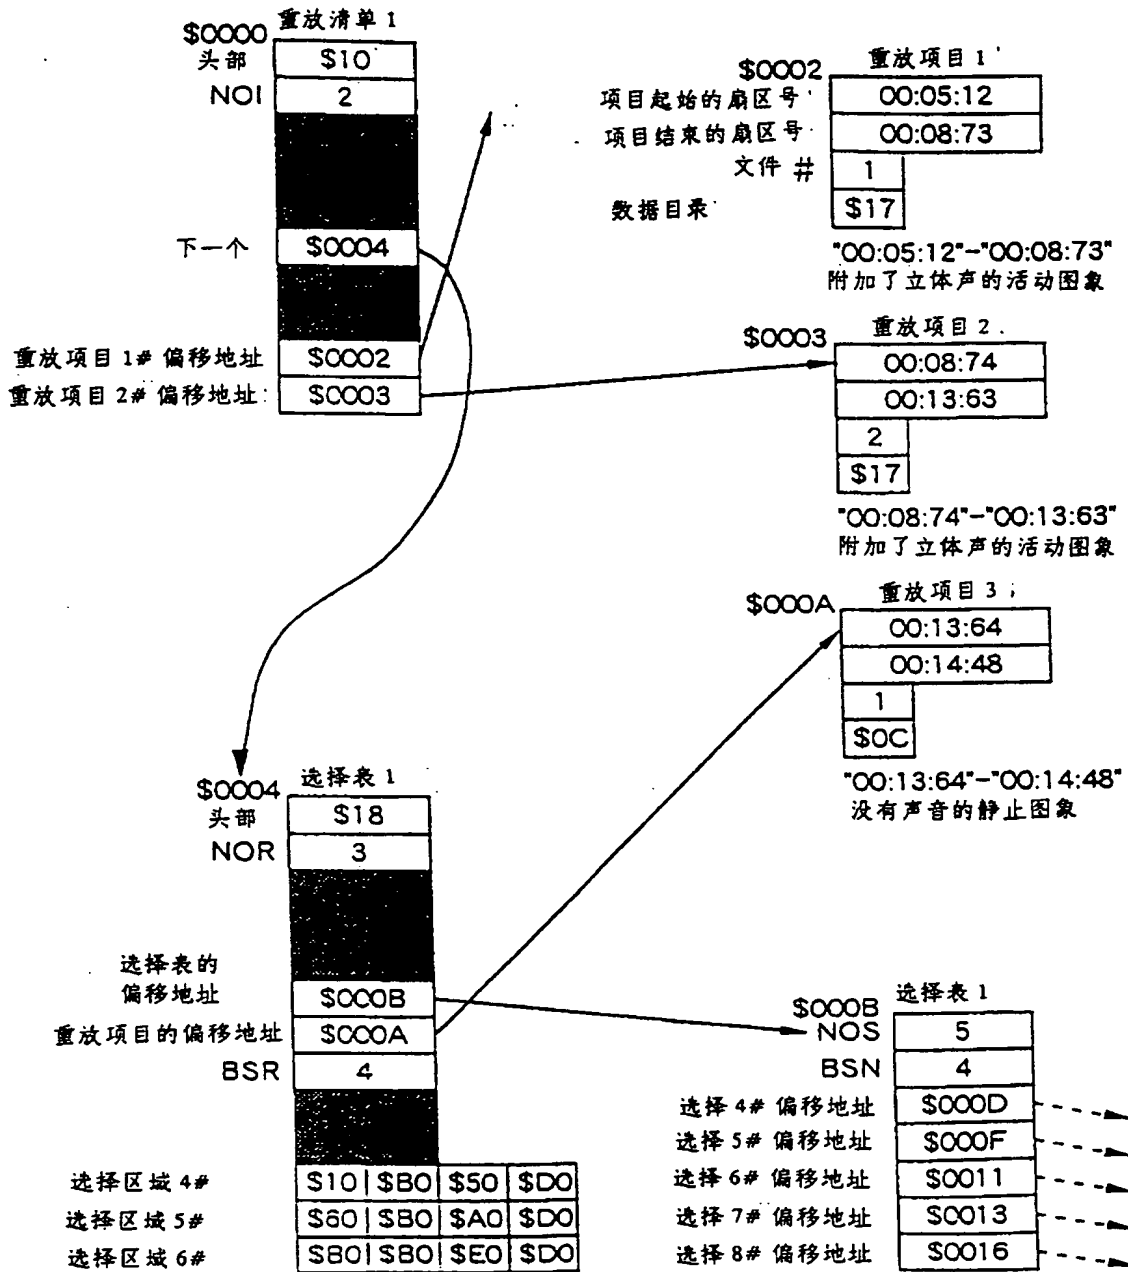 重放清单 1
$0000
头部 $10
NOI 2
下一个 $0004
重放项目 1# 偏移地址 $0002
重放项目 2# 偏移地址: $0003
重放项目 1
$0002
项目起始的扇区号 00:05:12
项目结束的扇区号 00:08:73
文件 # 1
数据目录 $17
"00:05:12"-"00:08:73"
附加了立体声的活动图象
重放项目 2.
$0003
00:08:74
00:13:63
2
$17
"00:08:74"-"00:13:63"
附加了立体声的活动图象
重放项目 3
$000A
00:13:64
00:14:48
1
$0C
"00:13:64"-"00:14:48"
没有声音的静止图象
选择表 1
$0004
头部 $18
NOR 3
选择表的
偏移地址 $000B
重放项目的偏移地址 $000A
BSR 4
选择区域 4# $10 $B0 $50 $D0
选择区域 5# $60 $B0 $A0 $D0
选择区域 6# $B0 $B0 $E0 $D0
选择表 1
$000B
NOS 5
BSN 4
选择 4# 偏移地址 $000D
选择 5# 偏移地址 $000F
选择 6# 偏移地址 $0011
选择 7# 偏移地址 $0013
选择 8# 偏移地址 $0016